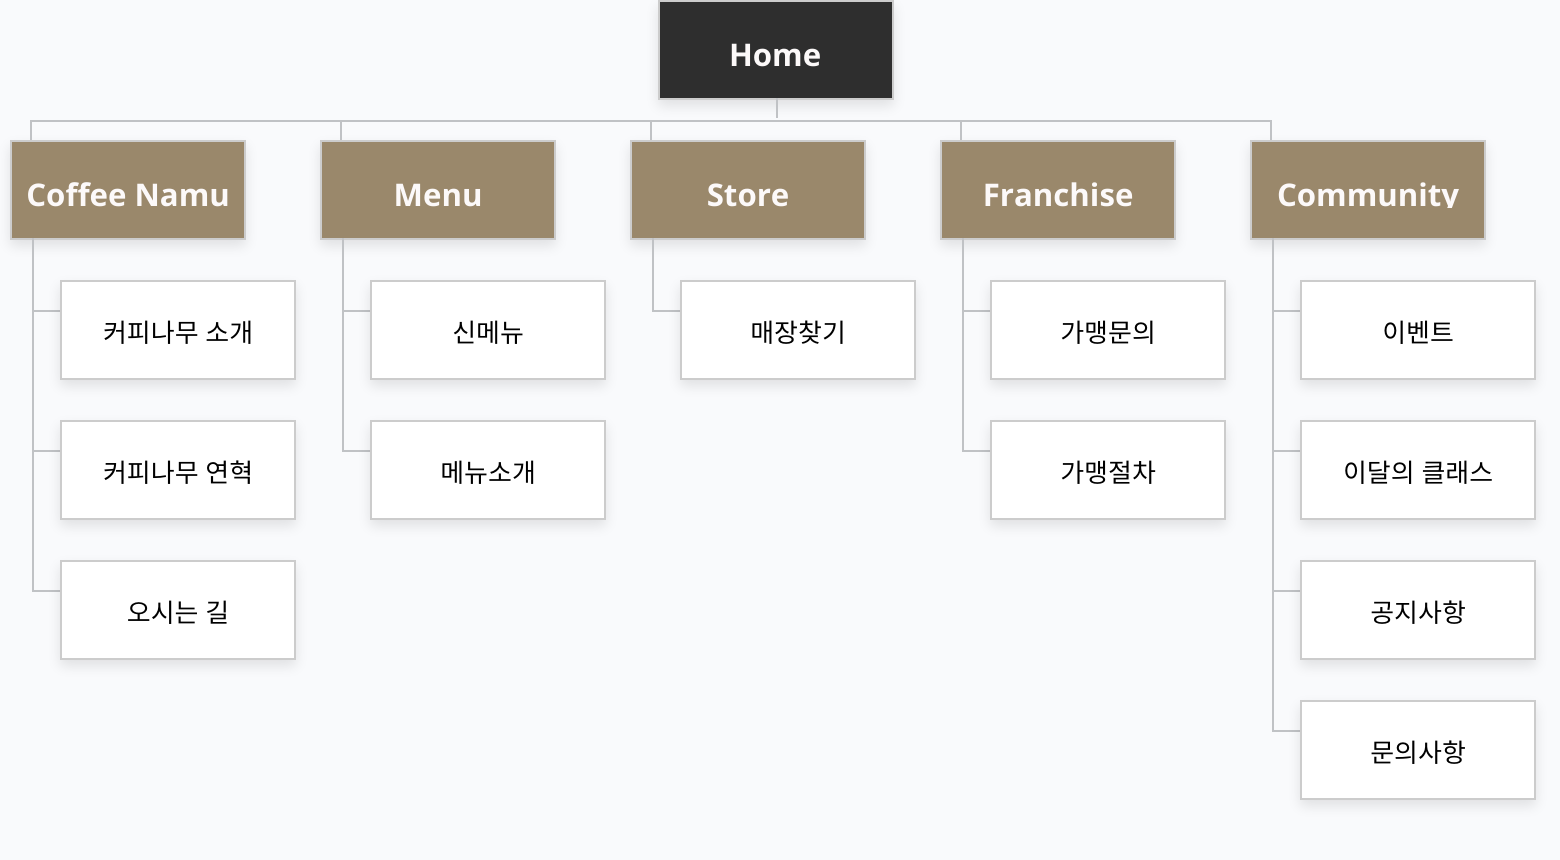 Home
Coffee Namu
Menu
Store
Franchise
Community
커피나무 소개
신메뉴
매장찾기
가맹문의
이벤트
커피나무 연혁
메뉴소개
가맹절차
이달의 클래스
오시는 길
공지사항
문의사항